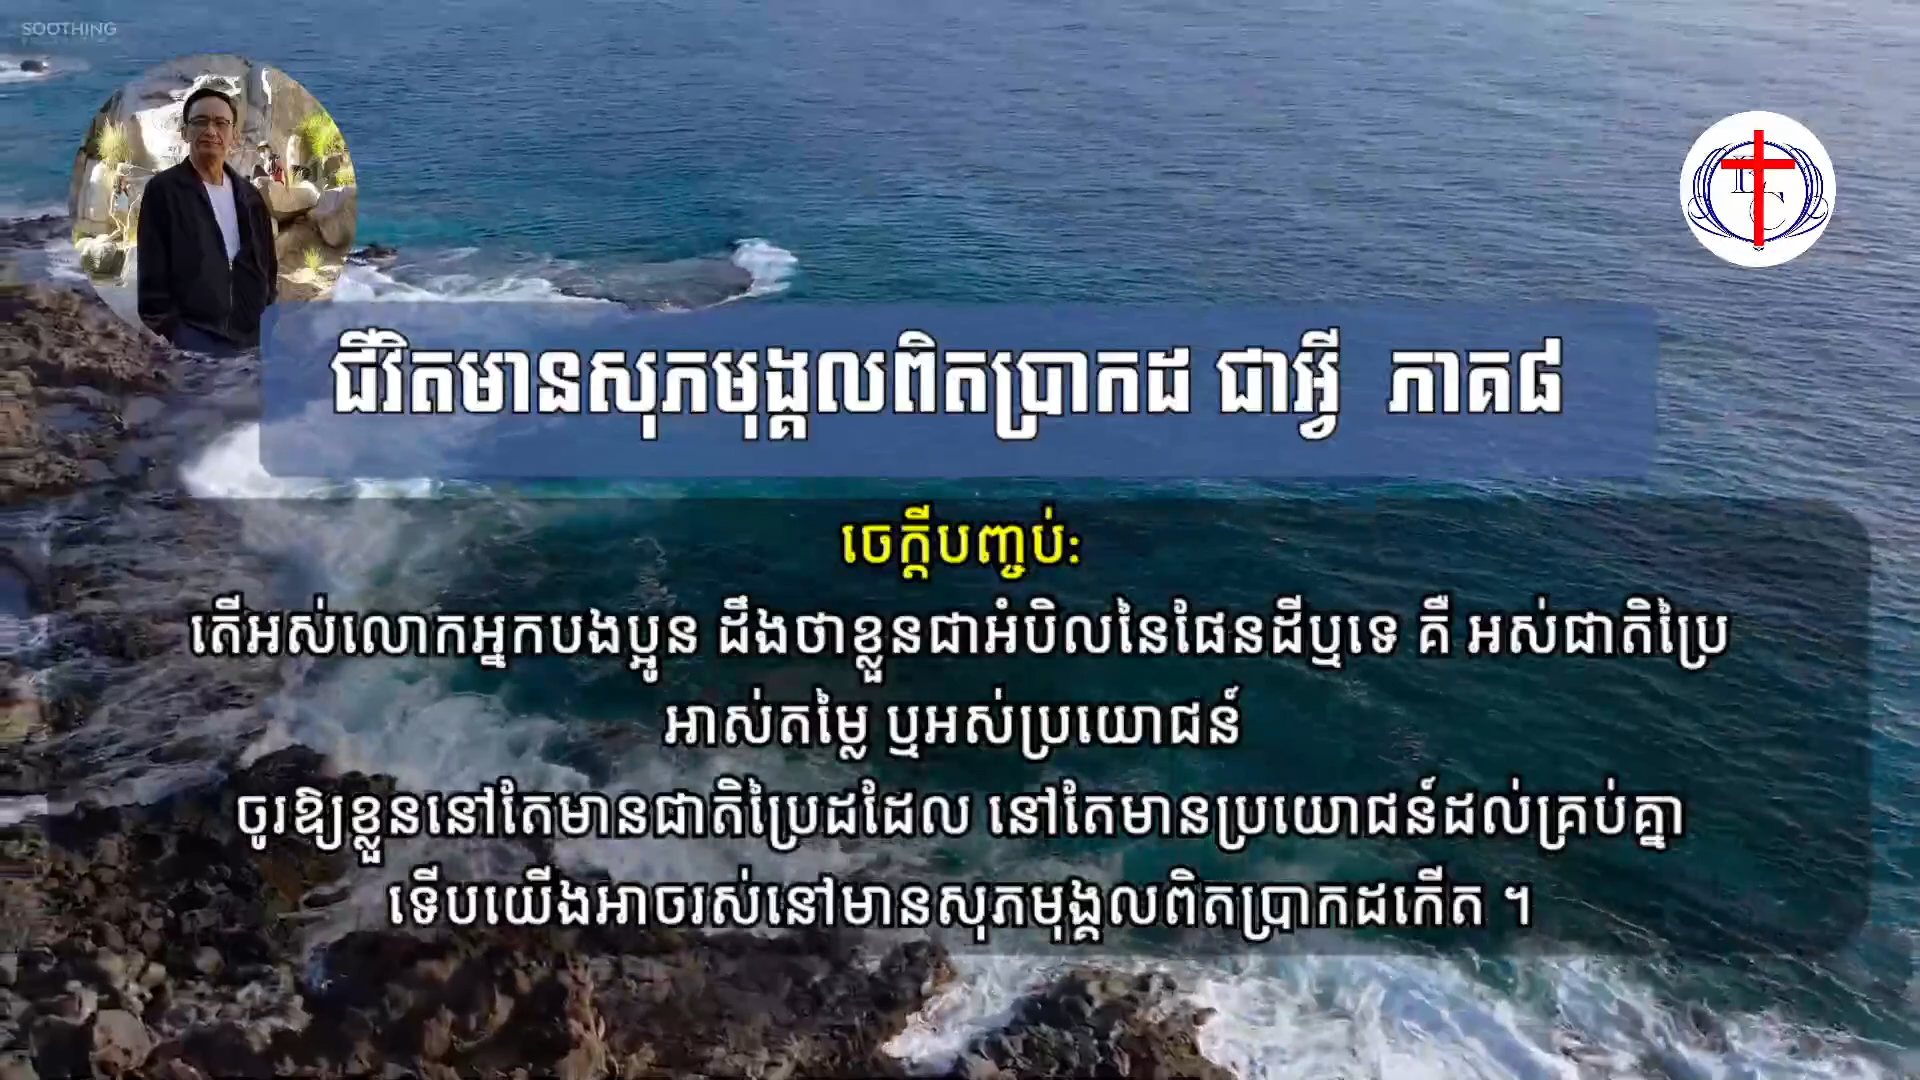 SOOTHING
ជីវិតមានសុភមុង្គលពិតប្រាកដ ជាអ្វី ភាគ៨
ចេក្តីបញ្ចប់:
តើអស់លោកអ្នកបងប្អូន ដឹងថាខ្លួនជាអំបិលនៃផែនដីឬទេ គឺ អស់ជាតិប្រៃ
អាស់តម្លៃ ឬអស់ប្រយោជន៍
ចូរឱ្យខ្លួននៅតែមានជាតិប្រៃដដែល នៅតែមានប្រយោជន៍ដល់គ្រប់គ្នា
ទើបយើងអាចរស់នៅមានសុភមុង្គលពិតប្រាកដកើត ។